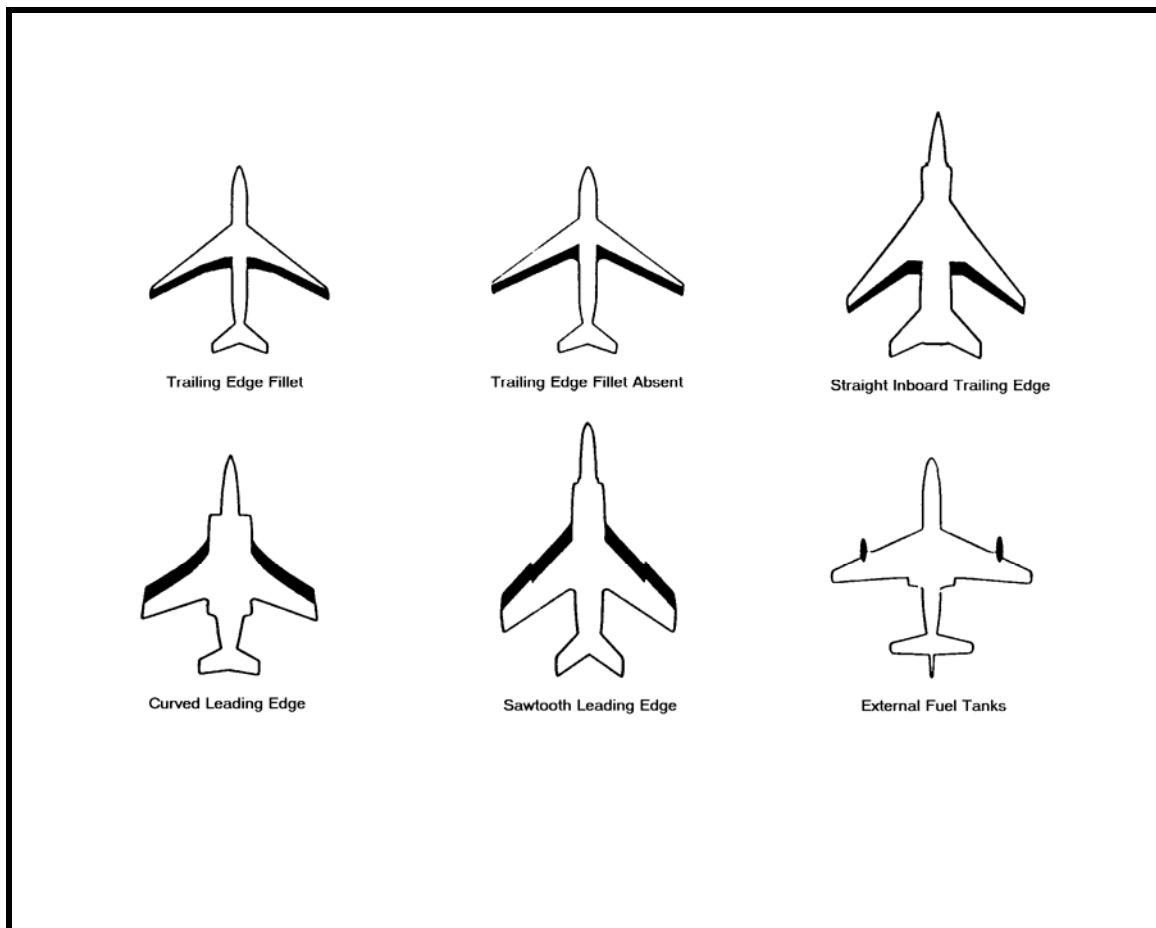 Trailing Edge Fillet
Trailing Edge Fillet Absent
Straight Inboard Trailing Edge
Curved Leading Edge
Sawtooth Leading Edge
External Fuel Tanks